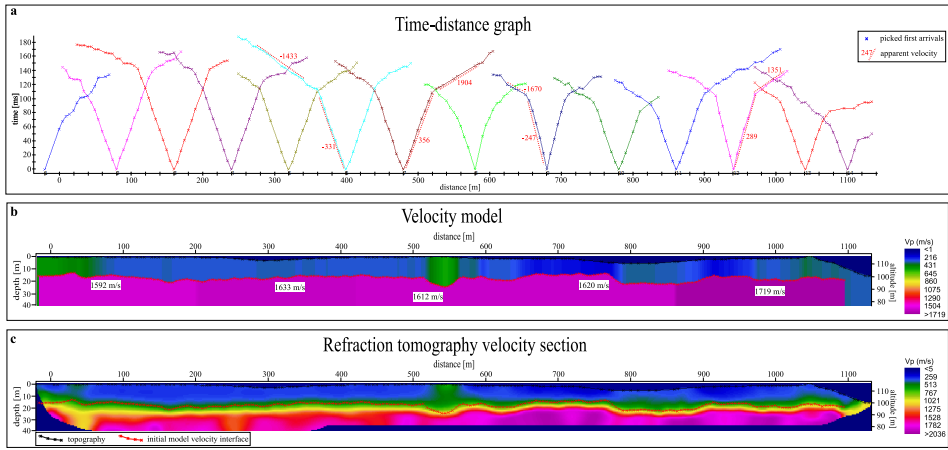 a
Time-distance graph
180
160
140
120
100
80
60
40
20
0
time [ms]
-1433
-331
356
1904
-1670
-247
289
1351
picked first arrivals
247 apparent velocity
0 100 200 300 400 500 600 700 800 900 1000 1100
distance [m]
b
Velocity model
distance [m]
0 100 200 300 400 500 600 700 800 900 1000 1100
0
10
20
30
40
depth [m]
1592 m/s
1633 m/s
1612 m/s
1620 m/s
1719 m/s
110
100
90
80
altitude [m]
Vp (m/s)
<1
216
431
645
860
1075
1290
1504
>1719
c
Refraction tomography velocity section
distance [m]
0 100 200 300 400 500 600 700 800 900 1000 1100
0
10
20
30
40
depth [m]
110
100
90
80
altitude [m]
topography initial model velocity interface
Vp (m/s)
<5
259
513
767
1021
1275
1528
1782
>2036